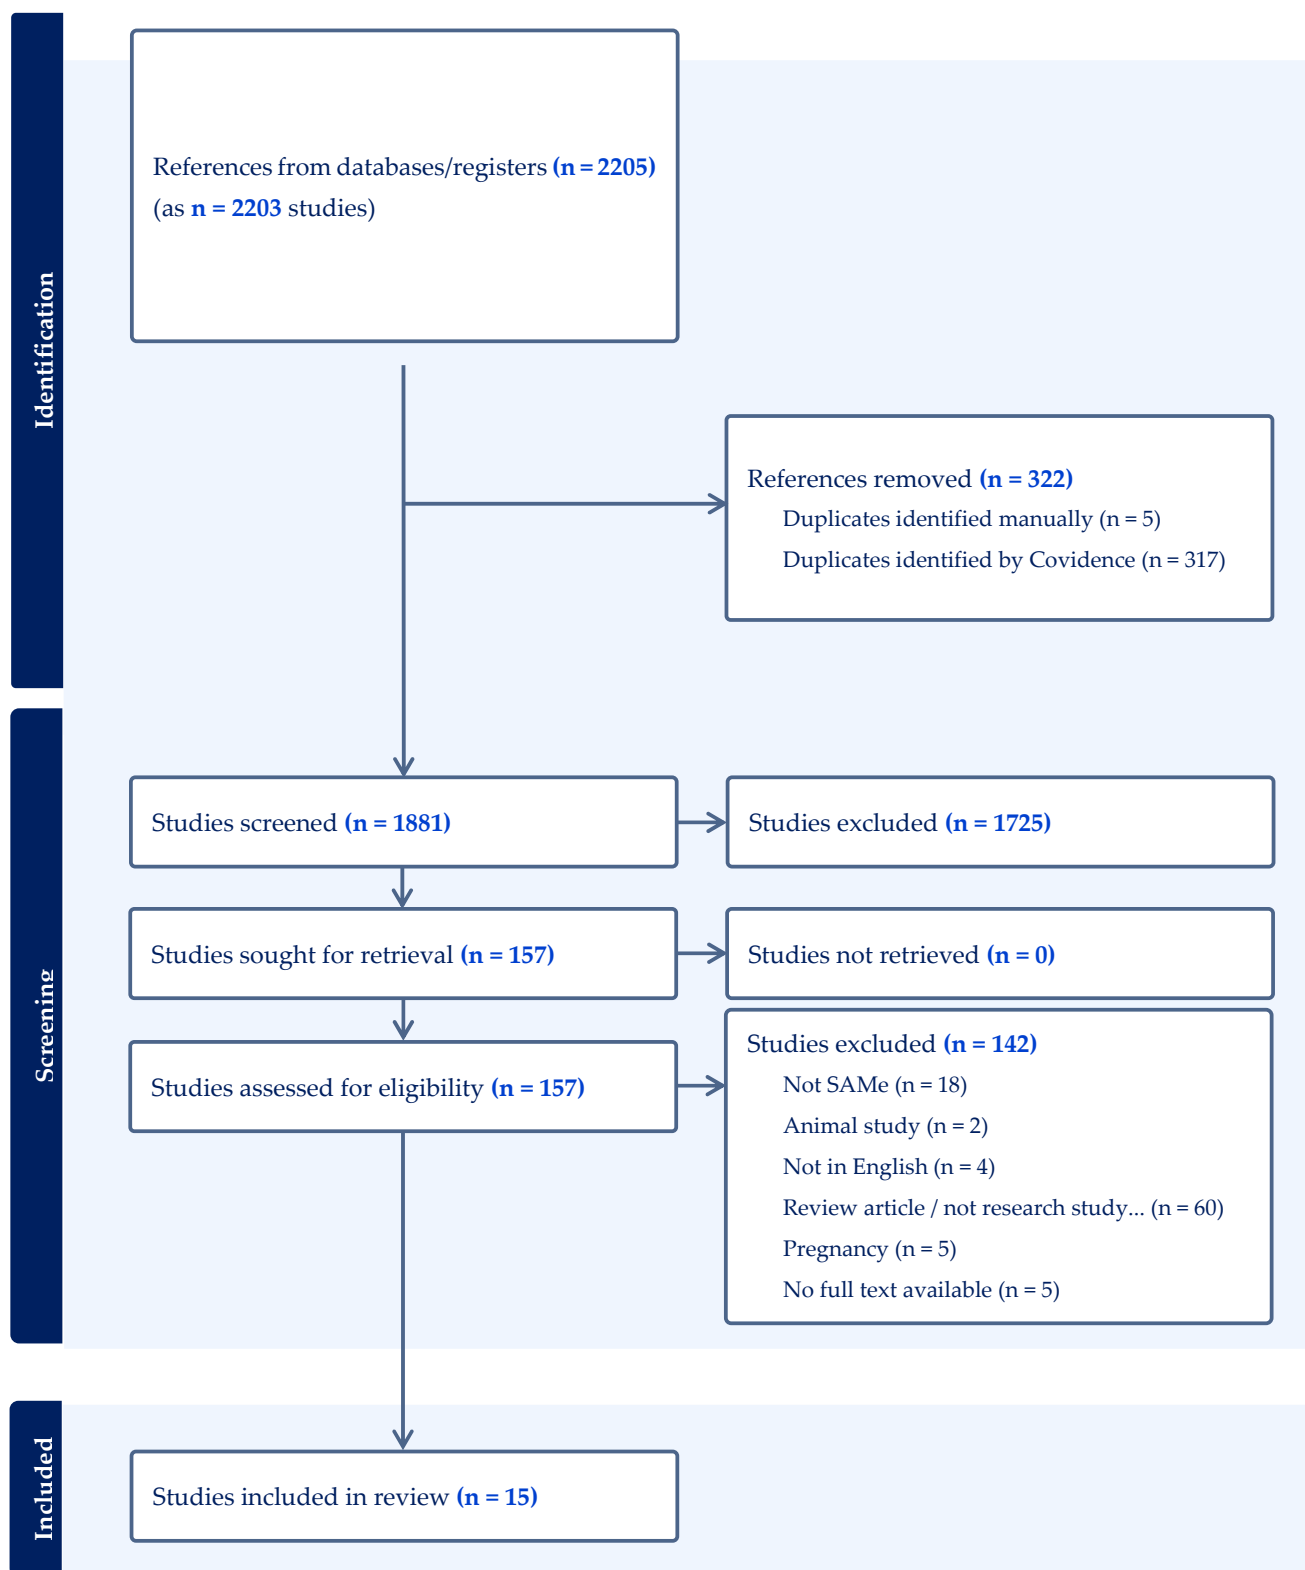 Identification
References from databases/registers (n = 2205)
(as n = 2203 studies)
References removed (n = 322)
Duplicates identified manually (n = 5)
Duplicates identified by Covidence (n = 317)
Screening
Studies screened (n = 1881)
Studies excluded (n = 1725)
Studies sought for retrieval (n = 157)
Studies not retrieved (n = 0)
Studies assessed for eligibility (n = 157)
Studies excluded (n = 142)
Not SAMe (n = 18)
Animal study (n = 2)
Not in English (n = 4)
Review article / not research study... (n = 60)
Pregnancy (n = 5)
No full text available (n = 5)
Included
Studies included in review (n = 15)